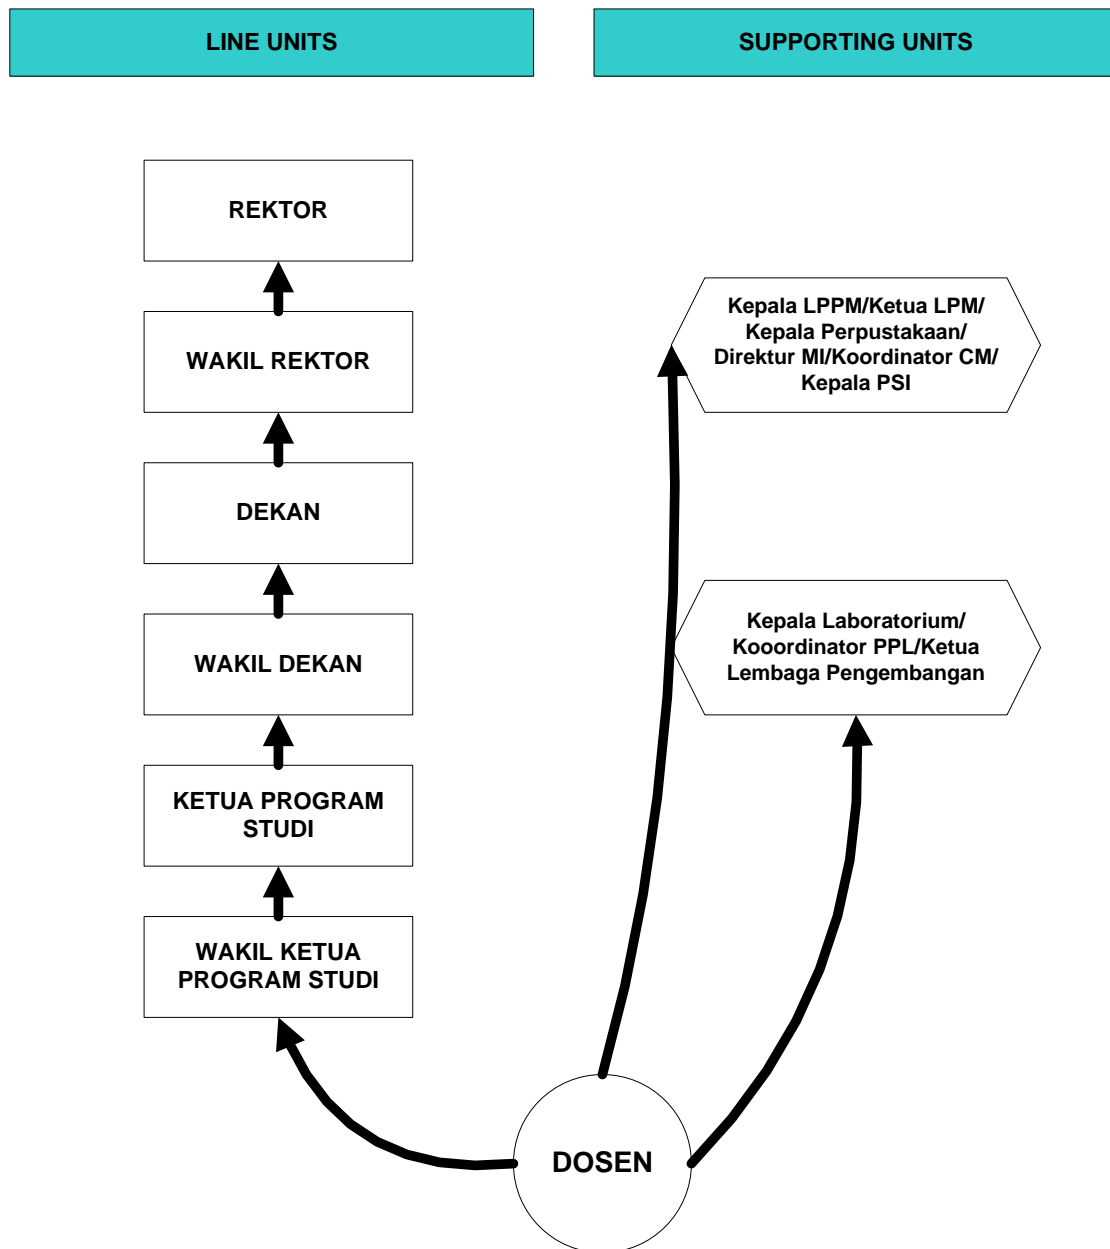 LINE UNITS
SUPPORTING UNITS
REKTOR
WAKIL REKTOR
DEKAN
WAKIL DEKAN
KETUA PROGRAM
STUDI
WAKIL KETUA
PROGRAM STUDI
Kepala LPPM/Ketua LPM/
Kepala Perpustakaan/
Direktur MI/Koordinator CM/
Kepala PSI
Kepala Laboratorium/
Kooordinator PPL/Ketua
Lembaga Pengembangan
DOSEN